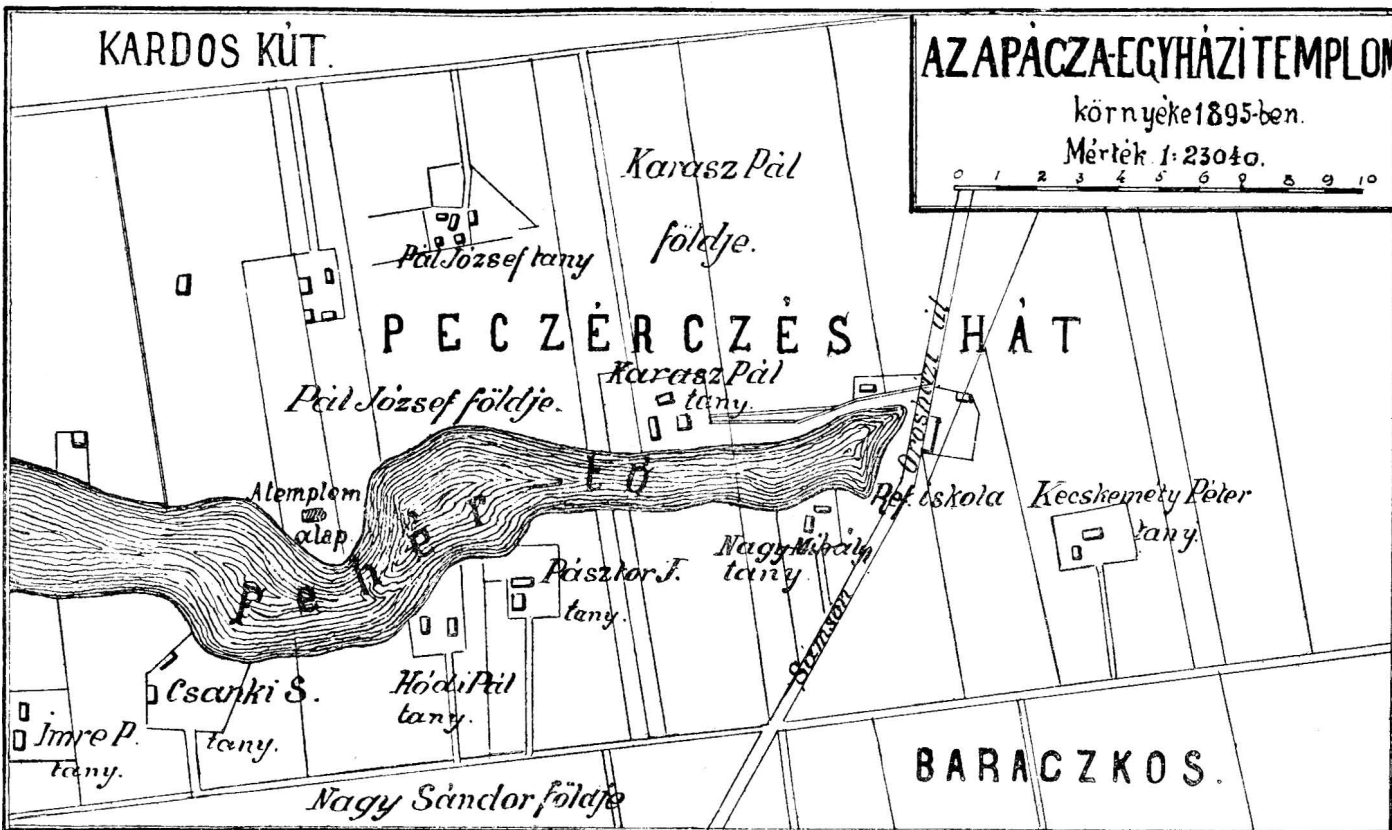 KARDOS KÚT.
AZ APÁCZA-EGYHÁZI TEMPLOM
környéke 1895-ben.
Mérték 1:23040.
0 1 2 3 4 5 6 7 8 9 10
Karasz Pál
földje.
Pál József tany
PECZÉRCZÉS HÁT
Karasz Pál
tany.
Pál József földje.
Orosházi út
A templom
alap
Fehér tó
Ref. iskola
Kecskeméty Péter
tany.
Nagy Mihály
tany.
Pásztor J.
tany.
Sámson
Csanki S.
tany.
Hódi Pál
tany.
Imre P.
tany.
BARACZKOS.
Nagy Sándor földje